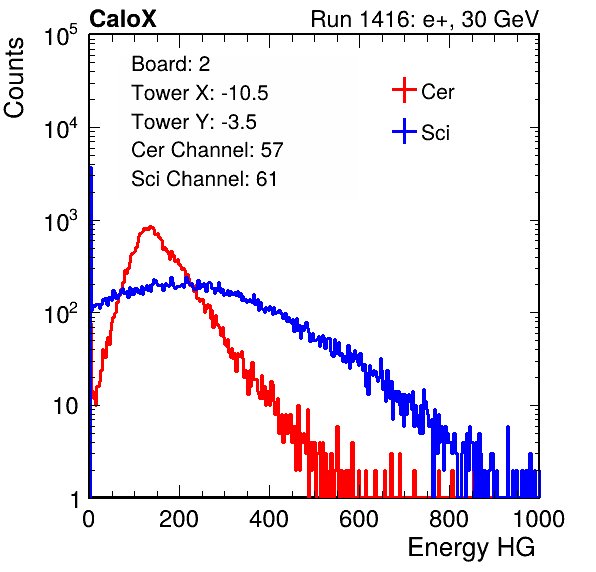 CaloX Run 1416: e+, 30 GeV
Counts
Board: 2
Tower X: -10.5
Tower Y: -3.5
Cer Channel: 57
Sci Channel: 61
Cer
Sci
10^5
10^4
10^3
10^2
10
1
0 200 400 600 800 1000
Energy HG